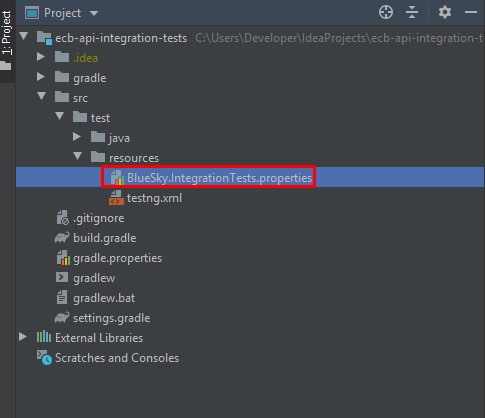 1: Project
Project
ecb-api-integration-tests C:\Users\Developer\IdeaProjects\ecb-api-integration-t
.idea
gradle
src
test
java
resources
BlueSky.IntegrationTests.properties
testng.xml
.gitignore
build.gradle
gradle.properties
gradlew
gradlew.bat
settings.gradle
External Libraries
Scratches and Consoles